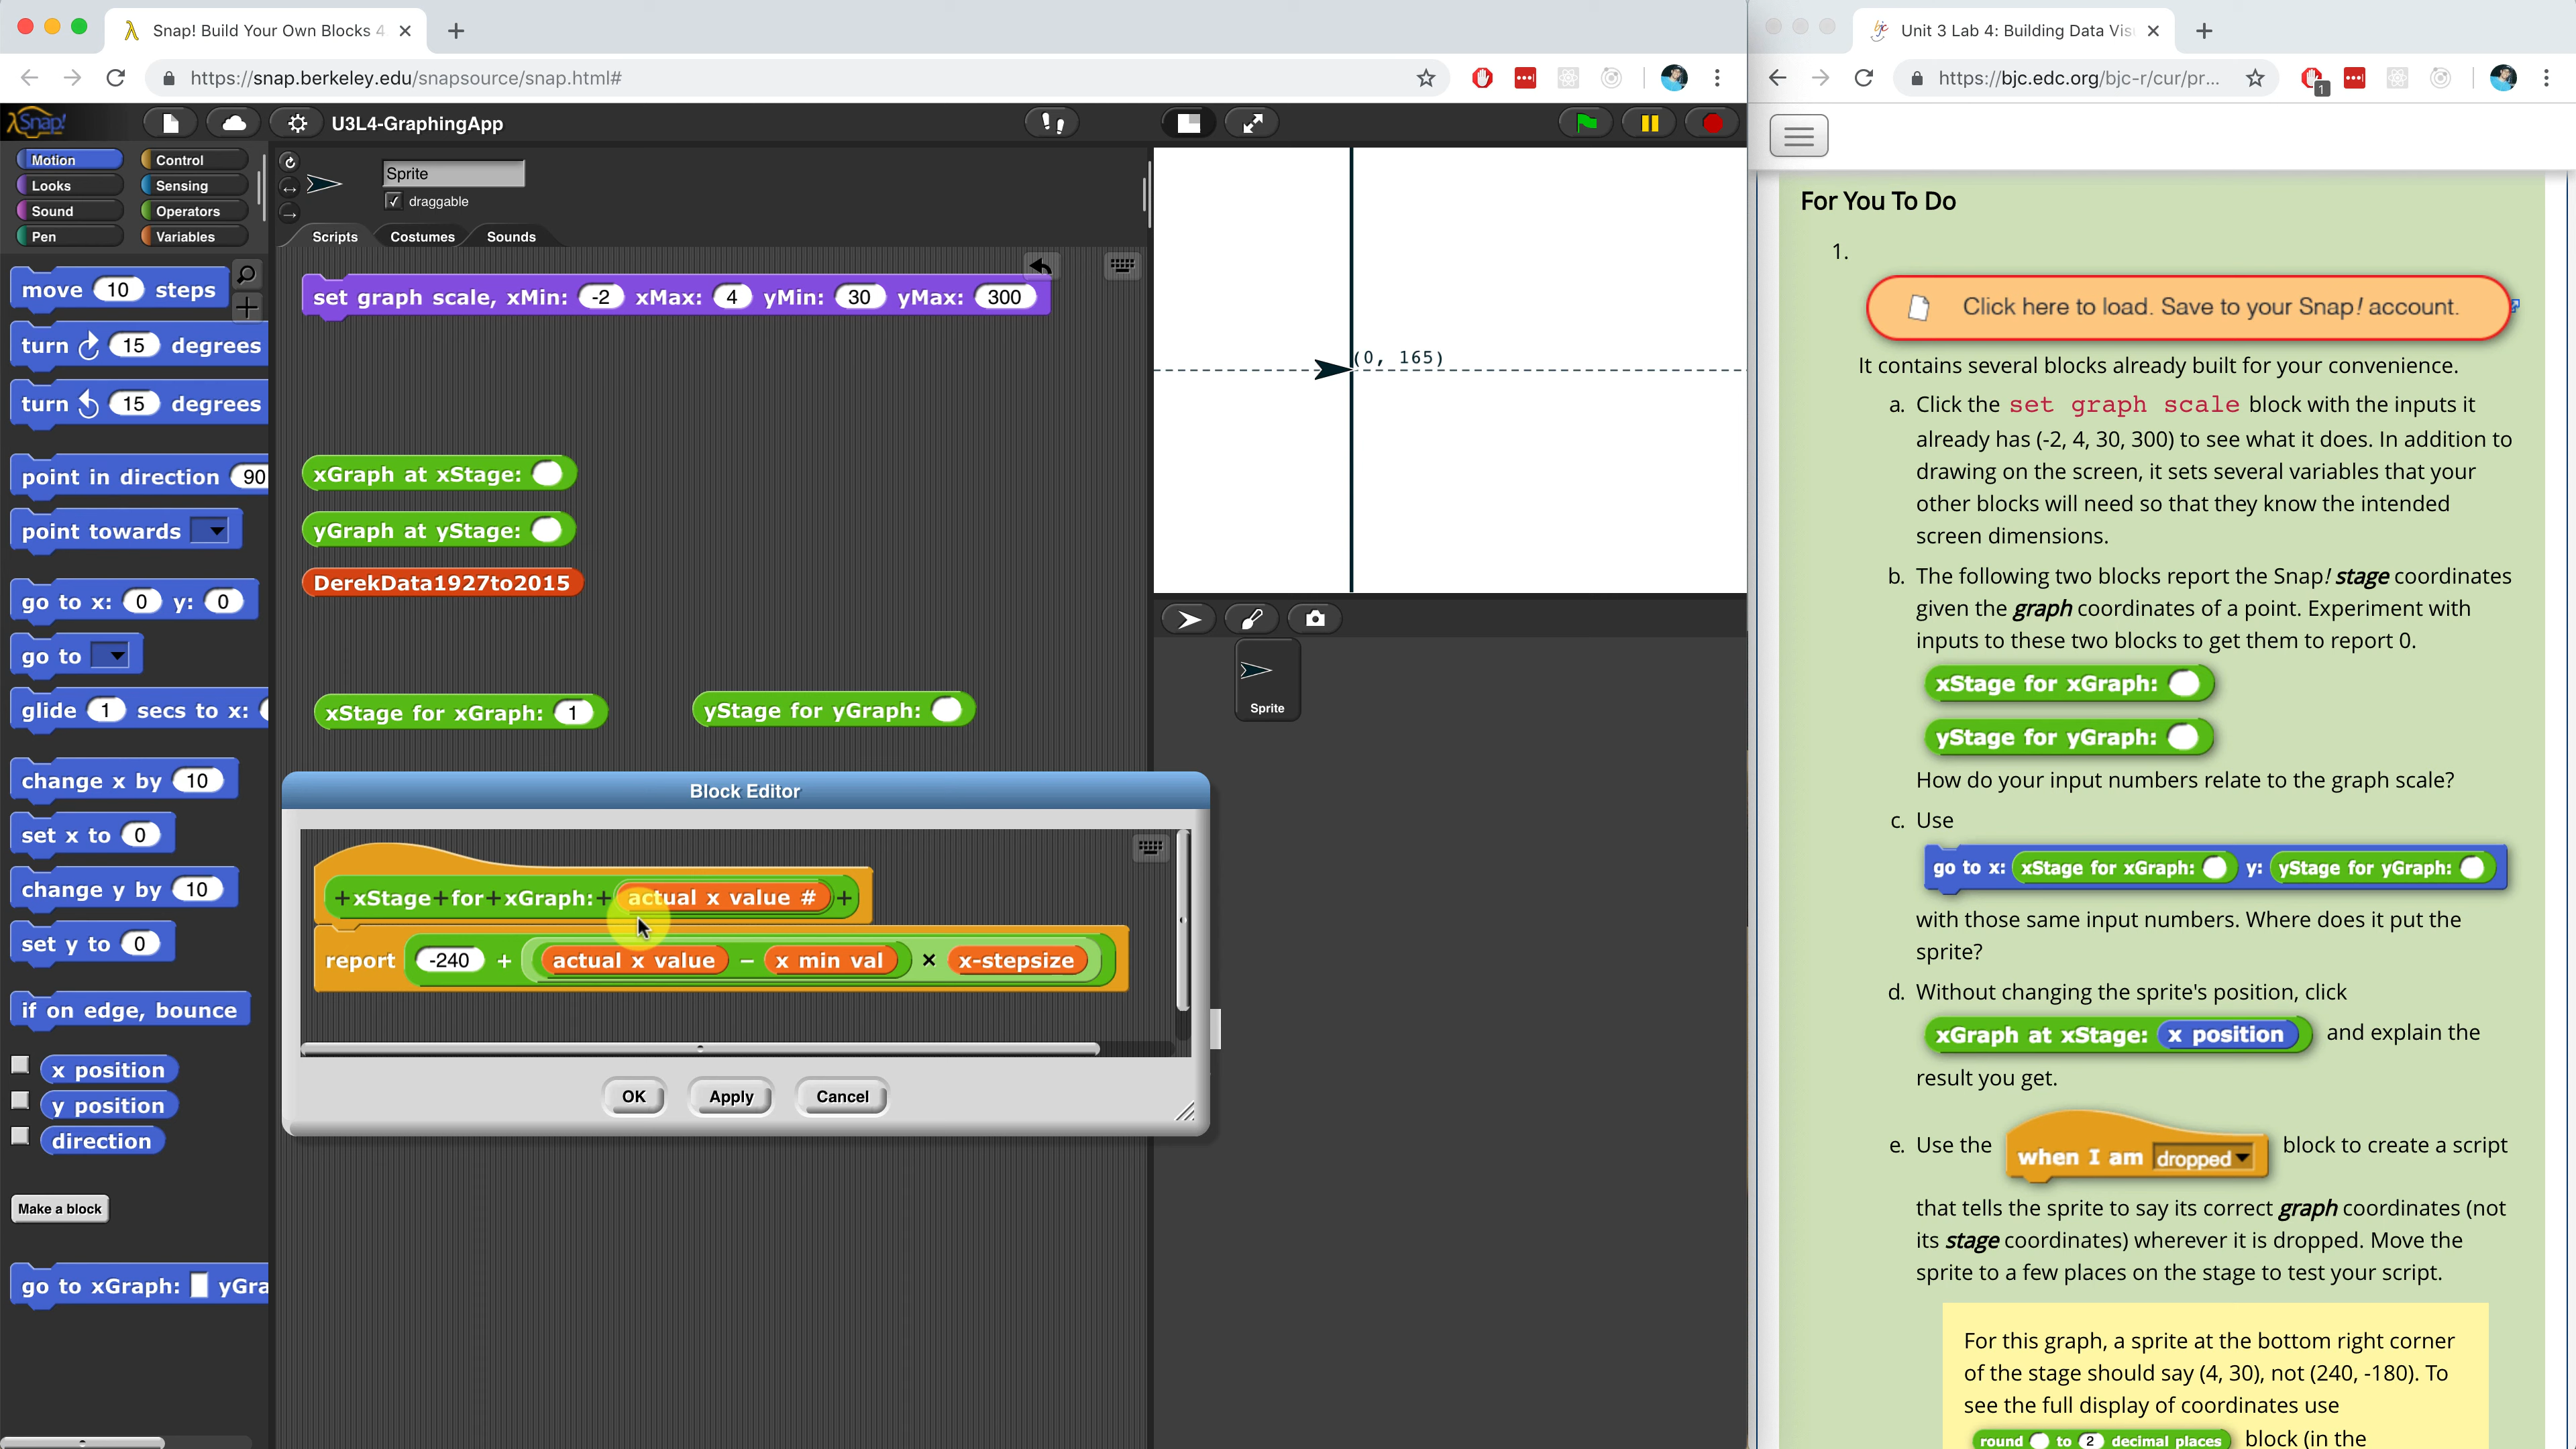 Snap! Build Your Own Blocks 4
https://snap.berkeley.edu/snapsource/snap.html#
Snap!
U3L4-GraphingApp
Motion
Control
Looks
Sensing
Sound
Operators
Pen
Variables
move 10 steps
turn 15 degrees
turn 15 degrees
point in direction 90
point towards
go to x: 0 y: 0
go to
glide 1 secs to x:
change x by 10
set x to 0
change y by 10
set y to 0
if on edge, bounce
x position
y position
direction
Make a block
go to xGraph: yGra
Sprite
draggable
Scripts
Costumes
Sounds
set graph scale, xMin: -2 xMax: 4 yMin: 30 yMax: 300
xGraph at xStage:
yGraph at yStage:
DerekData1927to2015
xStage for xGraph: 1
yStage for yGraph:
Block Editor
+xStage+for+xGraph:+ actual x value # +
report -240 + actual x value − x min val × x-stepsize
OK
Apply
Cancel
(0, 165)
Sprite
Unit 3 Lab 4: Building Data Vis
https://bjc.edc.org/bjc-r/cur/pr...
1
For You To Do
1.
Click here to load. Save to your Snap! account.
It contains several blocks already built for your convenience.
a. Click the set graph scale block with the inputs it
already has (-2, 4, 30, 300) to see what it does. In addition to
drawing on the screen, it sets several variables that your
other blocks will need so that they know the intended
screen dimensions.
b. The following two blocks report the Snap! stage coordinates
given the graph coordinates of a point. Experiment with
inputs to these two blocks to get them to report 0.
xStage for xGraph:
yStage for yGraph:
How do your input numbers relate to the graph scale?
c. Use
go to x: xStage for xGraph: y: yStage for yGraph:
with those same input numbers. Where does it put the
sprite?
d. Without changing the sprite's position, click
xGraph at xStage: x position and explain the
result you get.
e. Use the when I am dropped block to create a script
that tells the sprite to say its correct graph coordinates (not
its stage coordinates) wherever it is dropped. Move the
sprite to a few places on the stage to test your script.
For this graph, a sprite at the bottom right corner
of the stage should say (4, 30), not (240, -180). To
see the full display of coordinates use
round to 2 decimal places block (in the